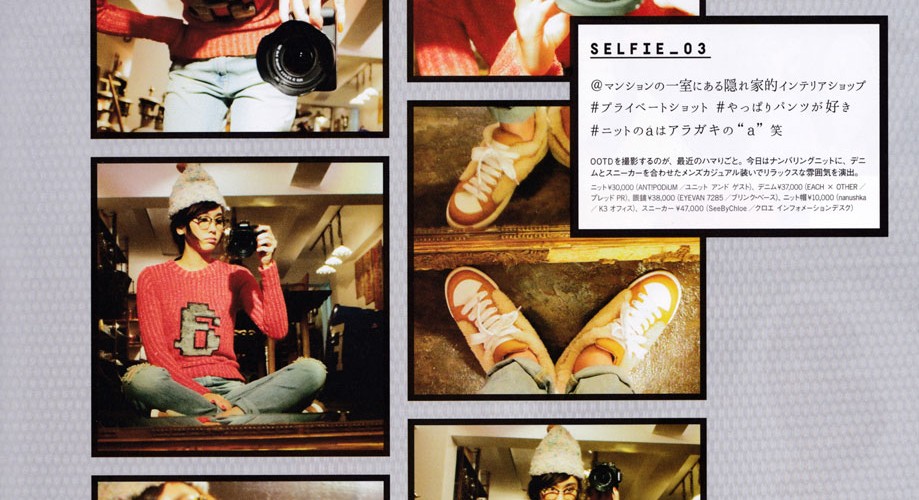 SELFIE_03
@マンションの一室にある隠れ家的インテリアショップ
#プライベートショット #やっぱりパンツが好き
#ニットのaはアラガキの“a”笑
OOTDを撮影するのが、最近のハマりごと。今日はナンバリングニットに、デニ
ムとスニーカーを合わせたメンズカジュアル装いでリラックスな雰囲気を演出。
ニット¥30,000(ANTIPODIUM/ユニット アンド ゲスト)、デニム¥37,000(EACH × OTHER/
ブレッド PR)、眼鏡¥38,000(EYEVAN 7285/ブリンク・ベース)、ニット帽¥10,000(nanushka
/K3 オフィス)、スニーカー¥47,000(SeeByChloe/クロエ インフォメーションデスク)